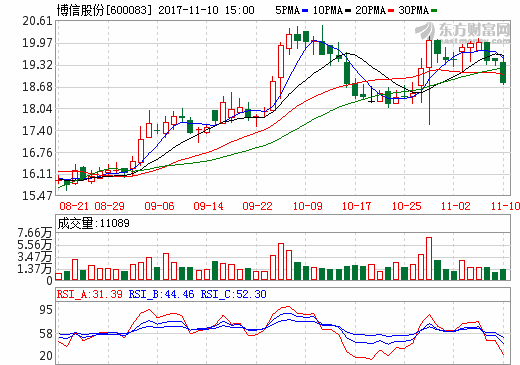 博信股份[600083] 2017-11-10 15:00 5PMA 10PMA 20PMA 30PMA
东方财富网
eastmoney.com
20.61
19.97
19.32
18.68
18.04
17.40
16.76
16.11
15.47
08-21 08-29 09-06 09-14 09-22 10-09 10-17 10-25 11-02 11-10
成交量:11089
7.66万
5.56万
3.47万
1.37万
0
RSI_A:31.39 RSI_B:44.46 RSI_C:52.30
95
58
20